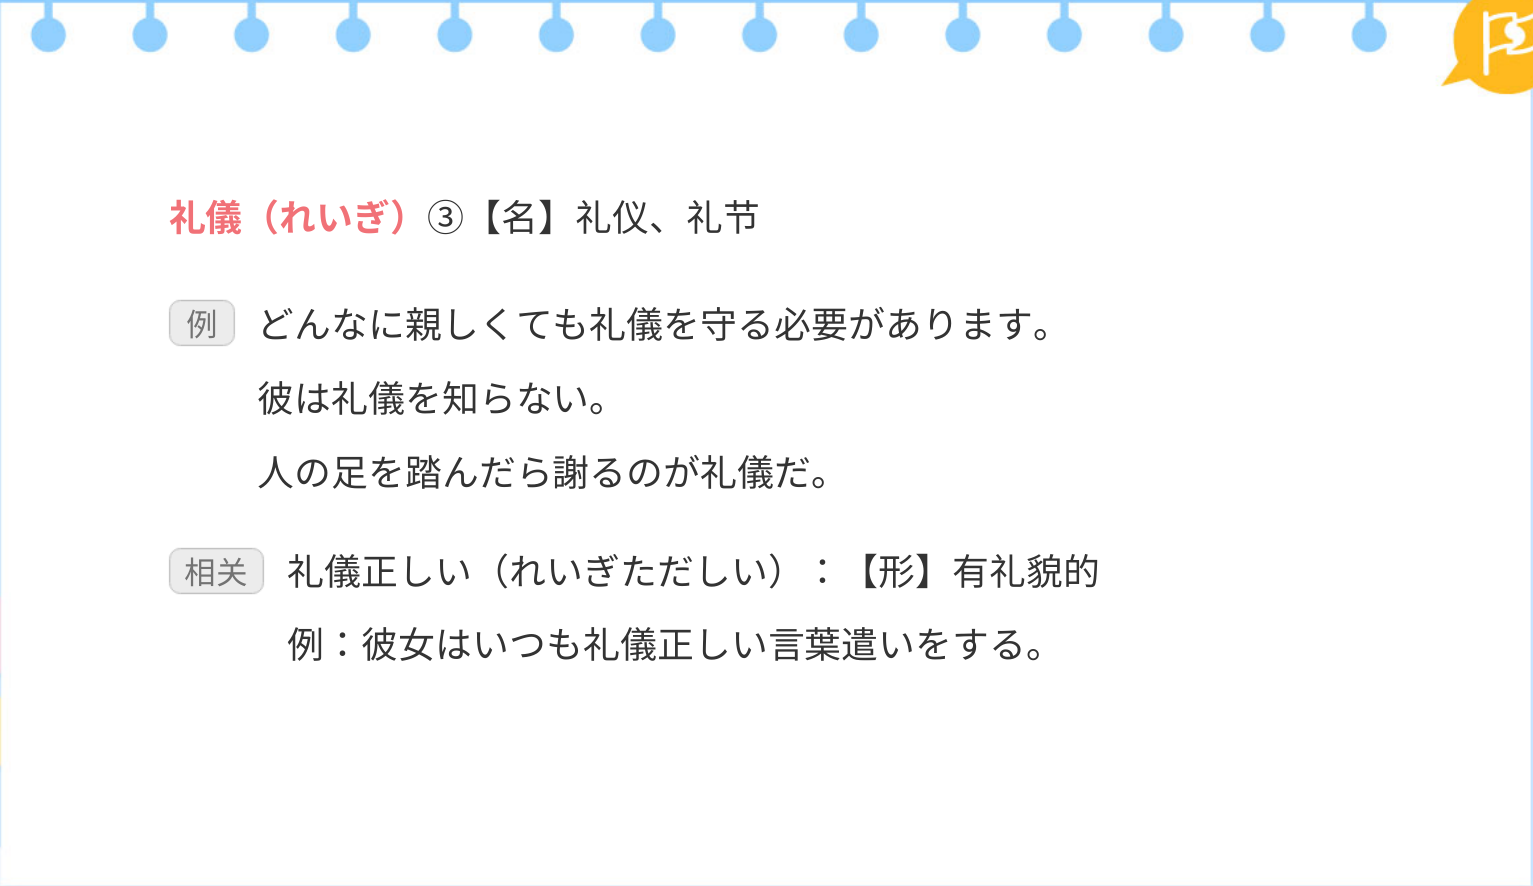 礼儀（れいぎ）③【名】礼仪、礼节
例 どんなに親しくても礼儀を守る必要があります。
彼は礼儀を知らない。
人の足を踏んだら謝るのが礼儀だ。
相关 礼儀正しい（れいぎただしい）：【形】有礼貌的
例：彼女はいつも礼儀正しい言葉遣いをする。